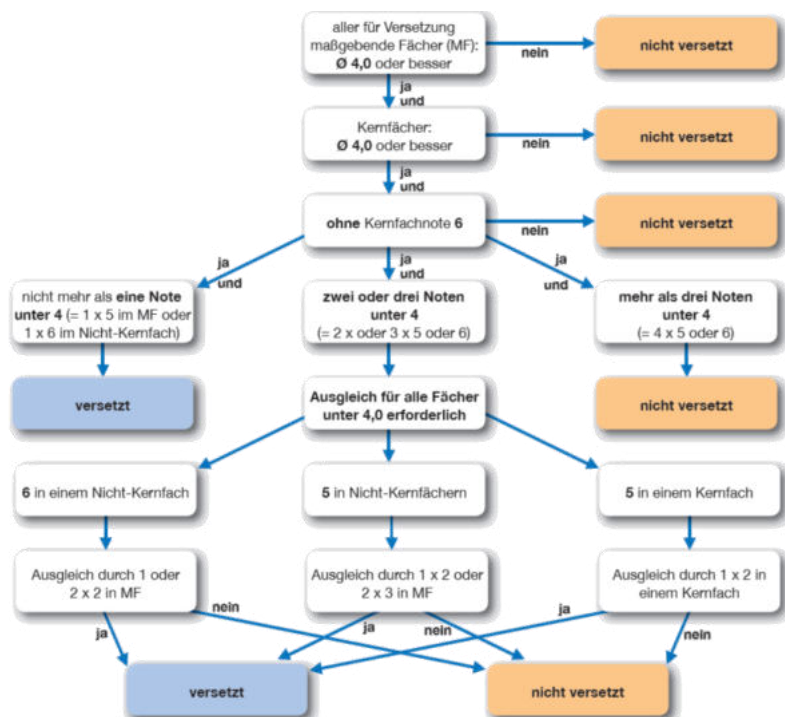 aller für Versetzung
maßgebende Fächer (MF):
Ø 4,0 oder besser
nein
nicht versetzt
ja
und
Kernfächer:
Ø 4,0 oder besser
nein
nicht versetzt
ja
und
ohne Kernfachnote 6
nein
nicht versetzt
ja
und
ja
und
ja
und
nicht mehr als eine Note
unter 4 (= 1 x 5 im MF oder
1 x 6 im Nicht-Kernfach)
zwei oder drei Noten
unter 4
(= 2 x oder 3 x 5 oder 6)
mehr als drei Noten
unter 4
(= 4 x 5 oder 6)
versetzt
Ausgleich für alle Fächer
unter 4,0 erforderlich
nicht versetzt
6 in einem Nicht-Kernfach
5 in Nicht-Kernfächern
5 in einem Kernfach
Ausgleich durch 1 oder
2 x 2 in MF
Ausgleich durch 1 x 2 oder
2 x 3 in MF
Ausgleich durch 1 x 2 in
einem Kernfach
ja
nein
ja
nein
ja
nein
versetzt
nicht versetzt